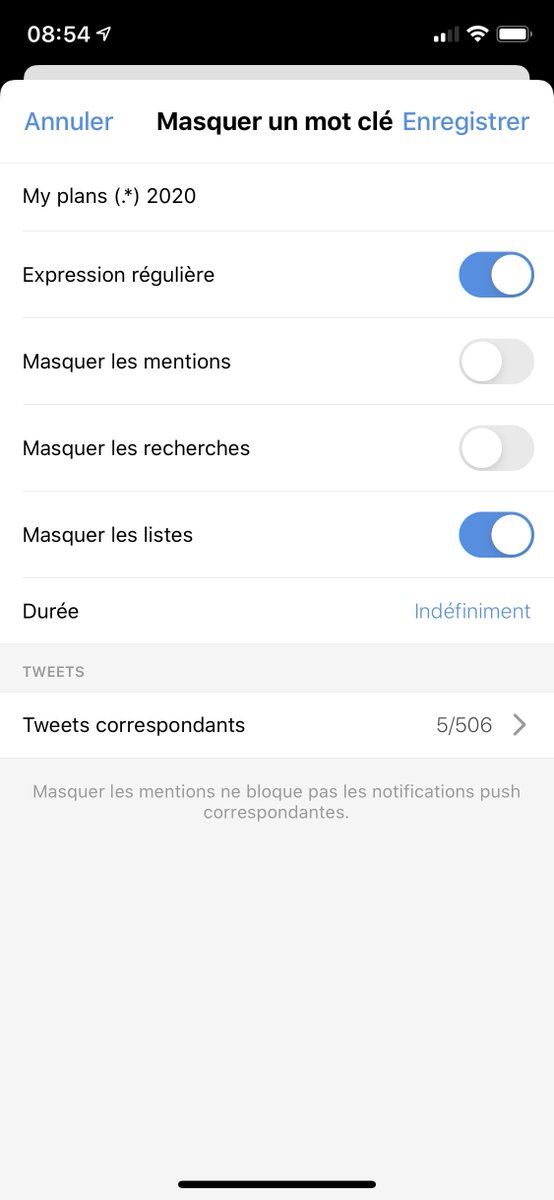 08:54
Annuler Masquer un mot clé Enregistrer
My plans (.*) 2020
Expression régulière
Masquer les mentions
Masquer les recherches
Masquer les listes
Durée Indéfiniment
TWEETS
Tweets correspondants 5/506
Masquer les mentions ne bloque pas les notifications push
correspondantes.